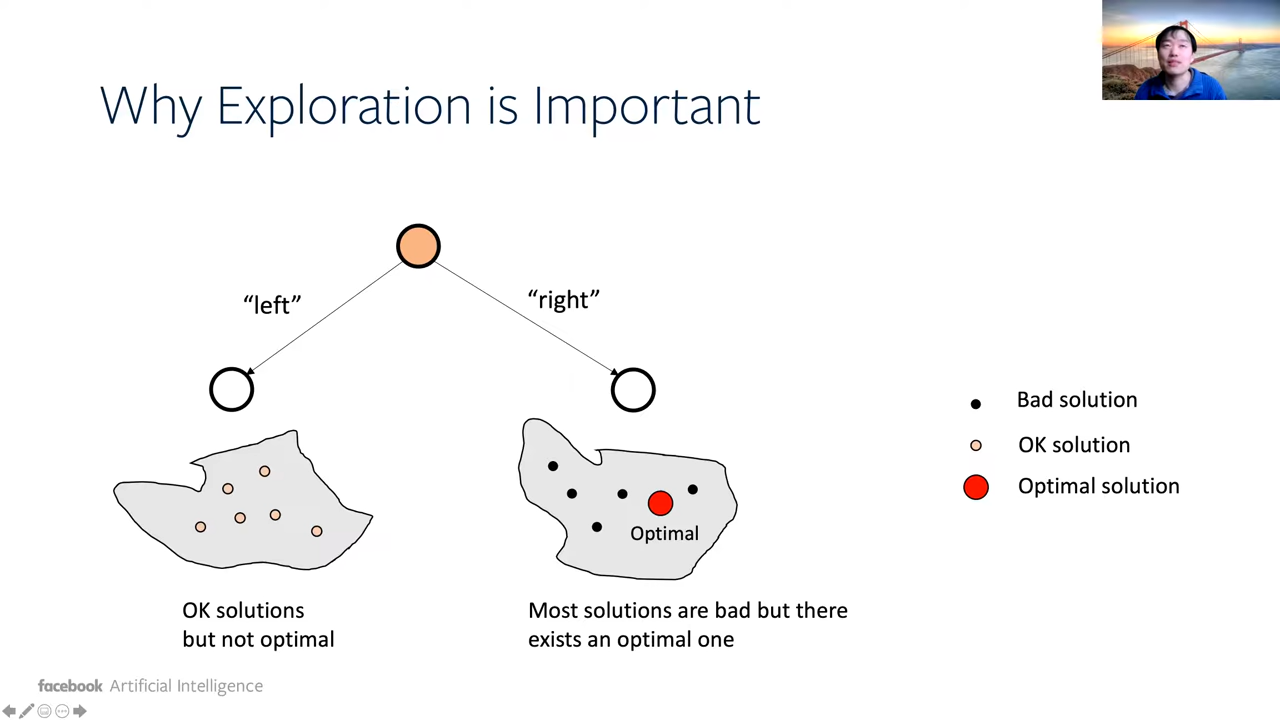 Why Exploration is Important
“left”
“right”
Bad solution
OK solution
Optimal solution
Optimal
OK solutions
but not optimal
Most solutions are bad but there
exists an optimal one
facebook Artificial Intelligence